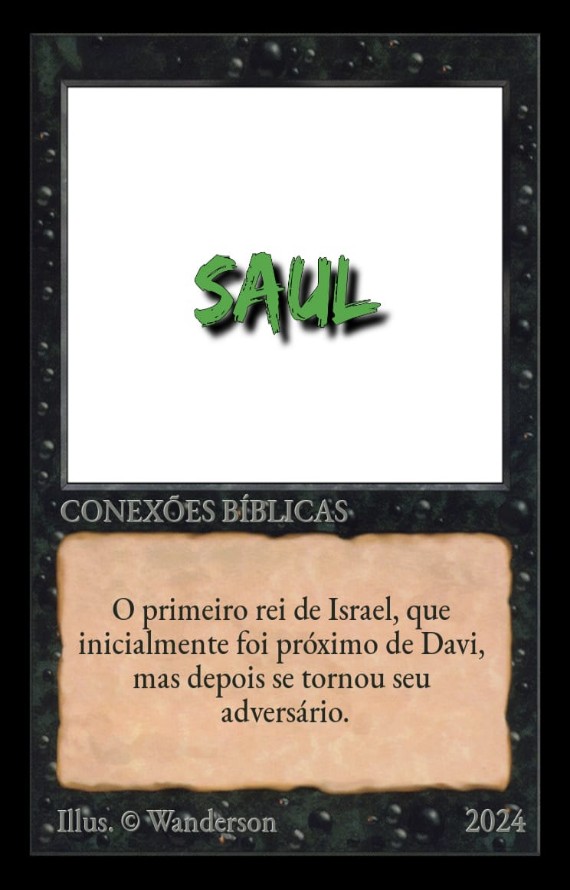 SAUL
CONEXÕES BÍBLICAS
O primeiro rei de Israel, que
inicialmente foi próximo de Davi,
mas depois se tornou seu
adversário.
Illus. © Wanderson
2024